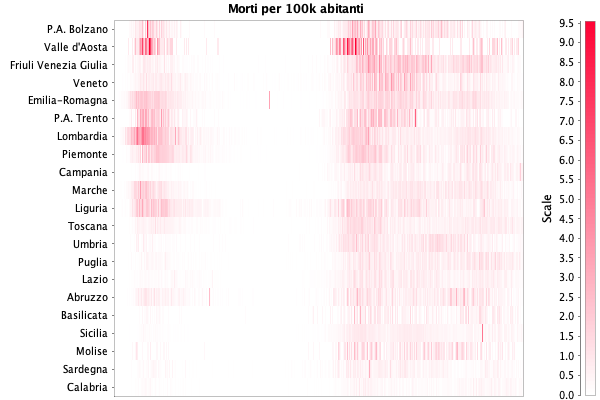 Morti per 100k abitanti
P.A. Bolzano
Valle d'Aosta
Friuli Venezia Giulia
Veneto
Emilia-Romagna
P.A. Trento
Lombardia
Piemonte
Campania
Marche
Liguria
Toscana
Umbria
Puglia
Lazio
Abruzzo
Basilicata
Sicilia
Molise
Sardegna
Calabria
Scale
9.5
9.0
8.5
8.0
7.5
7.0
6.5
6.0
5.5
5.0
4.5
4.0
3.5
3.0
2.5
2.0
1.5
1.0
0.5
0.0